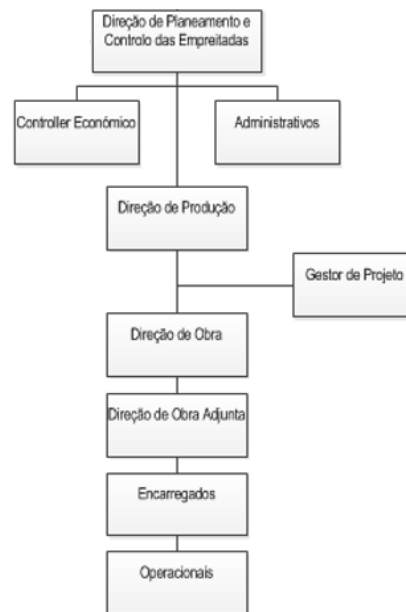 Direção de Planeamento e
Controlo das Empreitadas
Controller Económico
Administrativos
Direção de Produção
Gestor de Projeto
Direção de Obra
Direção de Obra Adjunta
Encarregados
Operacionais